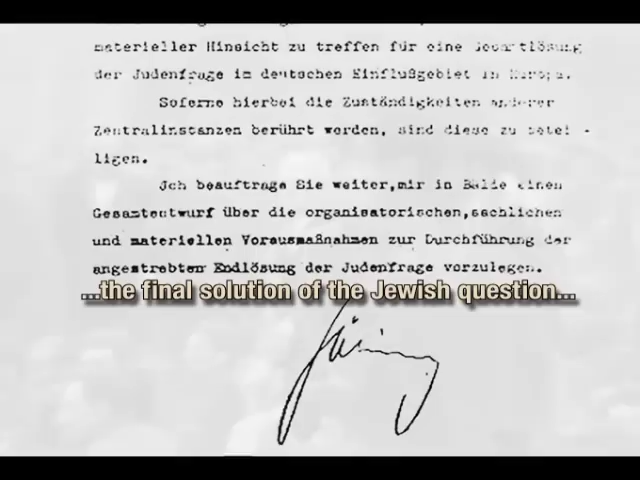 materieller Hinsicht zu treffen für eine Gesamtlösung
der Judenfrage im deutschen Einflußgebiet in Europa.
Soferne hierbei die Zuständigkeiten anderer
Zentralinstanzen berührt werden, sind diese zu betei -
ligen.
Jch beauftrage Sie weiter,mir in Bälde einen
Gesamtentwurf über die organisatorischen,sachlichen
und materiellen Vorausmaßnahmen zur Durchführung der
angestrebten Endlösung der Judenfrage vorzulegen.
...the final solution of the Jewish question...
Göring